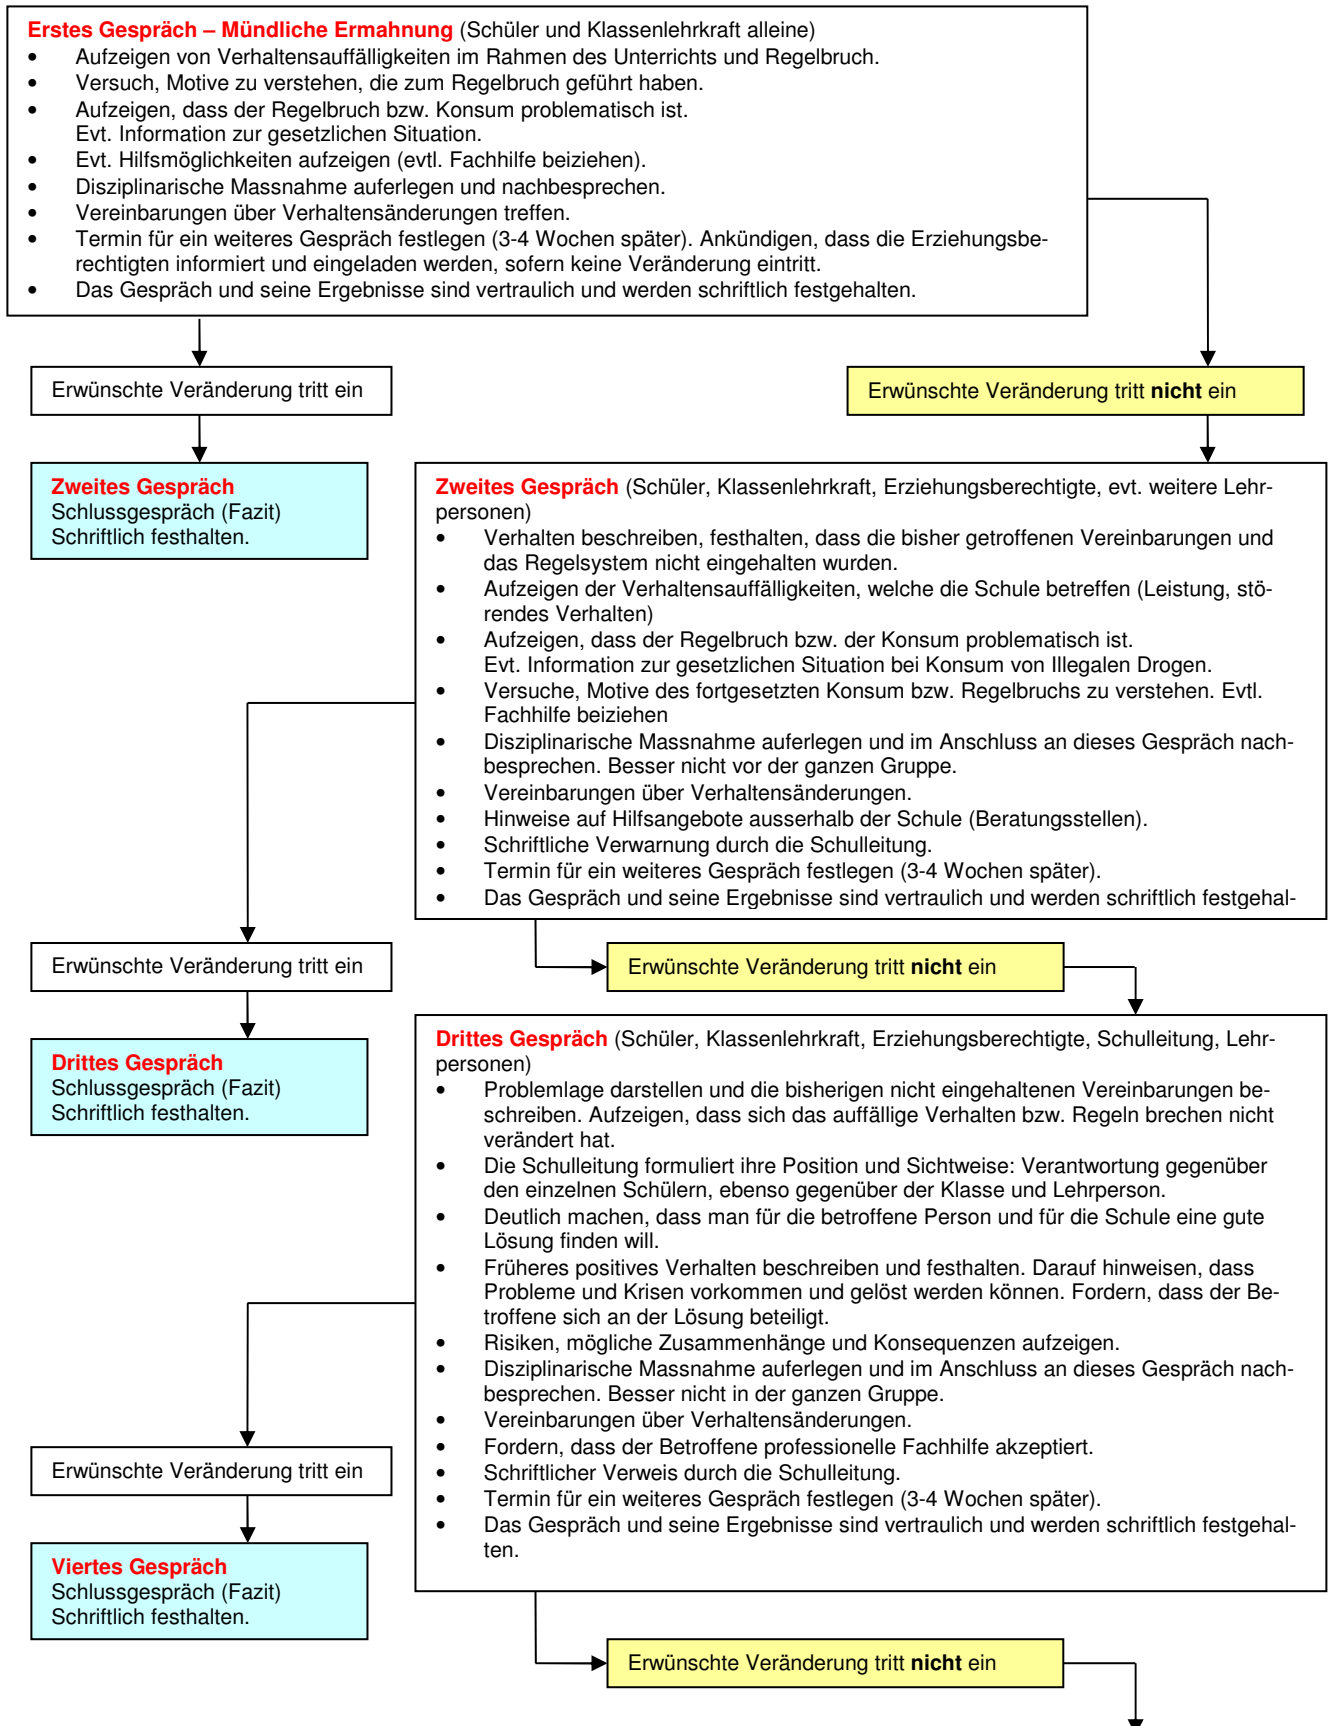 Erstes Gespräch – Mündliche Ermahnung (Schüler und Klassenlehrkraft alleine)
• Aufzeigen von Verhaltensauffälligkeiten im Rahmen des Unterrichts und Regelbruch.
• Versuch, Motive zu verstehen, die zum Regelbruch geführt haben.
• Aufzeigen, dass der Regelbruch bzw. Konsum problematisch ist.
Evt. Information zur gesetzlichen Situation.
• Evt. Hilfsmöglichkeiten aufzeigen (evtl. Fachhilfe beiziehen).
• Disziplinarische Massnahme auferlegen und nachbesprechen.
• Vereinbarungen über Verhaltensänderungen treffen.
• Termin für ein weiteres Gespräch festlegen (3-4 Wochen später). Ankündigen, dass die Erziehungsbe-
rechtigten informiert und eingeladen werden, sofern keine Veränderung eintritt.
• Das Gespräch und seine Ergebnisse sind vertraulich und werden schriftlich festgehalten.
Erwünschte Veränderung tritt ein
Erwünschte Veränderung tritt nicht ein
Zweites Gespräch
Schlussgespräch (Fazit)
Schriftlich festhalten.
Zweites Gespräch (Schüler, Klassenlehrkraft, Erziehungsberechtigte, evt. weitere Lehr-
personen)
• Verhalten beschreiben, festhalten, dass die bisher getroffenen Vereinbarungen und
das Regelsystem nicht eingehalten wurden.
• Aufzeigen der Verhaltensauffälligkeiten, welche die Schule betreffen (Leistung, stö-
rendes Verhalten)
• Aufzeigen, dass der Regelbruch bzw. der Konsum problematisch ist.
Evt. Information zur gesetzlichen Situation bei Konsum von Illegalen Drogen.
• Versuche, Motive des fortgesetzten Konsum bzw. Regelbruchs zu verstehen. Evtl.
Fachhilfe beiziehen
• Disziplinarische Massnahme auferlegen und im Anschluss an dieses Gespräch nach-
besprechen. Besser nicht vor der ganzen Gruppe.
• Vereinbarungen über Verhaltensänderungen.
• Hinweise auf Hilfsangebote ausserhalb der Schule (Beratungsstellen).
• Schriftliche Verwarnung durch die Schulleitung.
• Termin für ein weiteres Gespräch festlegen (3-4 Wochen später).
• Das Gespräch und seine Ergebnisse sind vertraulich und werden schriftlich festgehal-
Erwünschte Veränderung tritt ein
Erwünschte Veränderung tritt nicht ein
Drittes Gespräch
Schlussgespräch (Fazit)
Schriftlich festhalten.
Drittes Gespräch (Schüler, Klassenlehrkraft, Erziehungsberechtigte, Schulleitung, Lehr-
personen)
• Problemlage darstellen und die bisherigen nicht eingehaltenen Vereinbarungen be-
schreiben. Aufzeigen, dass sich das auffällige Verhalten bzw. Regeln brechen nicht
verändert hat.
• Die Schulleitung formuliert ihre Position und Sichtweise: Verantwortung gegenüber
den einzelnen Schülern, ebenso gegenüber der Klasse und Lehrperson.
• Deutlich machen, dass man für die betroffene Person und für die Schule eine gute
Lösung finden will.
• Früheres positives Verhalten beschreiben und festhalten. Darauf hinweisen, dass
Probleme und Krisen vorkommen und gelöst werden können. Fordern, dass der Be-
troffene sich an der Lösung beteiligt.
• Risiken, mögliche Zusammenhänge und Konsequenzen aufzeigen.
• Disziplinarische Massnahme auferlegen und im Anschluss an dieses Gespräch nach-
besprechen. Besser nicht in der ganzen Gruppe.
• Vereinbarungen über Verhaltensänderungen.
• Fordern, dass der Betroffene professionelle Fachhilfe akzeptiert.
• Schriftlicher Verweis durch die Schulleitung.
• Termin für ein weiteres Gespräch festlegen (3-4 Wochen später).
• Das Gespräch und seine Ergebnisse sind vertraulich und werden schriftlich festgehal-
ten.
Erwünschte Veränderung tritt ein
Viertes Gespräch
Schlussgespräch (Fazit)
Schriftlich festhalten.
Erwünschte Veränderung tritt nicht ein